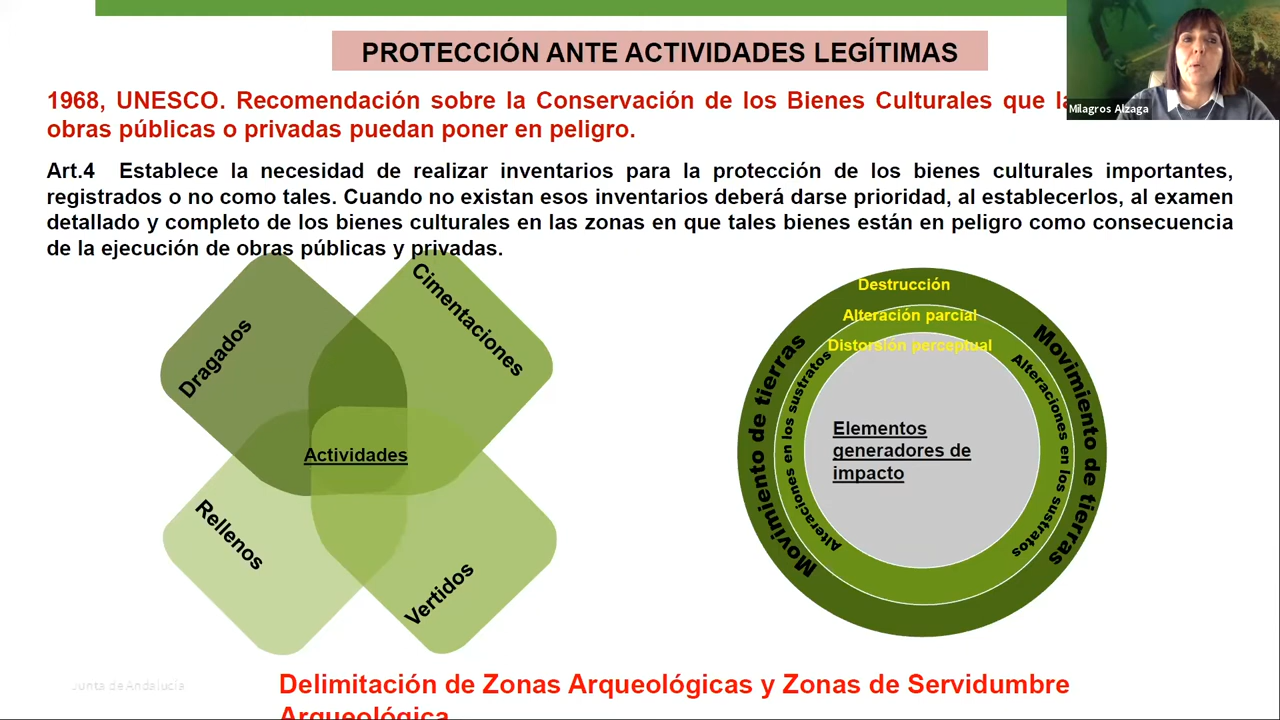 PROTECCIÓN ANTE ACTIVIDADES LEGÍTIMAS
Milagros Alzaga
1968, UNESCO. Recomendación sobre la Conservación de los Bienes Culturales que
obras públicas o privadas puedan poner en peligro.
Art.4 Establece la necesidad de realizar inventarios para la protección de los bienes culturales importantes,
registrados o no como tales. Cuando no existan esos inventarios deberá darse prioridad, al establecerlos, al examen
detallado y completo de los bienes culturales en las zonas en que tales bienes están en peligro como consecuencia
de la ejecución de obras públicas y privadas.
Dragados
Cimentaciones
Actividades
Rellenos
Vertidos
Destrucción
Alteración parcial
Distorsión perceptual
Movimiento de tierras
Alteraciones en los sustratos
Elementos
generadores de
impacto
Alteraciones en los sustratos
Movimiento de tierras
Junta de Andalucía
Delimitación de Zonas Arqueológicas y Zonas de Servidumbre
Arqueológica